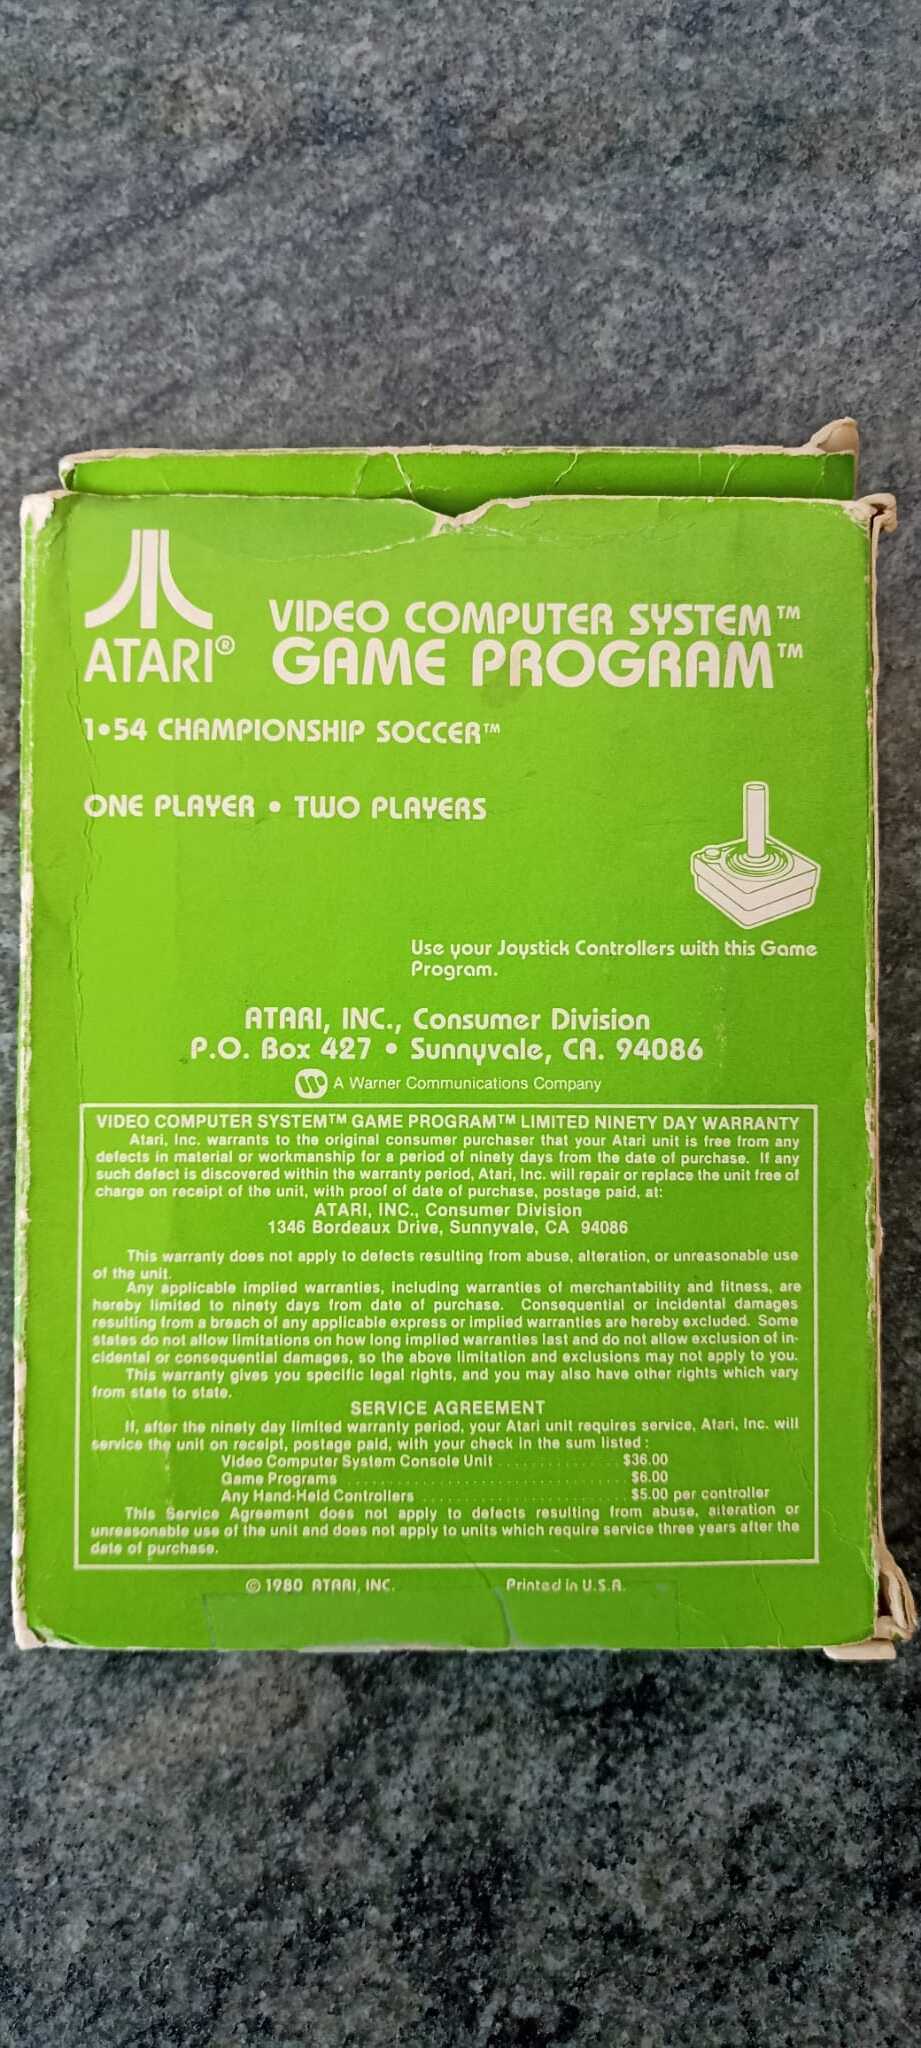 ATARI® VIDEO COMPUTER SYSTEM™
GAME PROGRAM™
1•54 CHAMPIONSHIP SOCCER™
ONE PLAYER • TWO PLAYERS
Use your Joystick Controllers with this Game
Program.
ATARI, INC., Consumer Division
P.O. Box 427 • Sunnyvale, CA. 94086
A Warner Communications Company
VIDEO COMPUTER SYSTEM™ GAME PROGRAM™ LIMITED NINETY DAY WARRANTY
Atari, Inc. warrants to the original consumer purchaser that your Atari unit is free from any
defects in material or workmanship for a period of ninety days from the date of purchase. If any
such defect is discovered within the warranty period, Atari, Inc. will repair or replace the unit free of
charge on receipt of the unit, with proof of date of purchase, postage paid, at:
ATARI, INC., Consumer Division
1346 Bordeaux Drive, Sunnyvale, CA 94086
This warranty does not apply to defects resulting from abuse, alteration, or unreasonable use
of the unit.
Any applicable implied warranties, including warranties of merchantability and fitness, are
hereby limited to ninety days from date of purchase. Consequential or incidental damages
resulting from a breach of any applicable express or implied warranties are hereby excluded. Some
states do not allow limitations on how long implied warranties last and do not allow exclusion of in-
cidental or consequential damages, so the above limitation and exclusions may not apply to you.
This warranty gives you specific legal rights, and you may also have other rights which vary
from state to state.
SERVICE AGREEMENT
If, after the ninety day limited warranty period, your Atari unit requires service, Atari, Inc. will
service the unit on receipt, postage paid, with your check in the sum listed:
Video Computer System Console Unit .............. $36.00
Game Programs ................................ $6.00
Any Hand-Held Controllers ....................... $5.00 per controller
This Service Agreement does not apply to defects resulting from abuse, alteration or
unreasonable use of the unit and does not apply to units which require service three years after the
date of purchase.
© 1980 ATARI, INC. Printed in U.S.A.